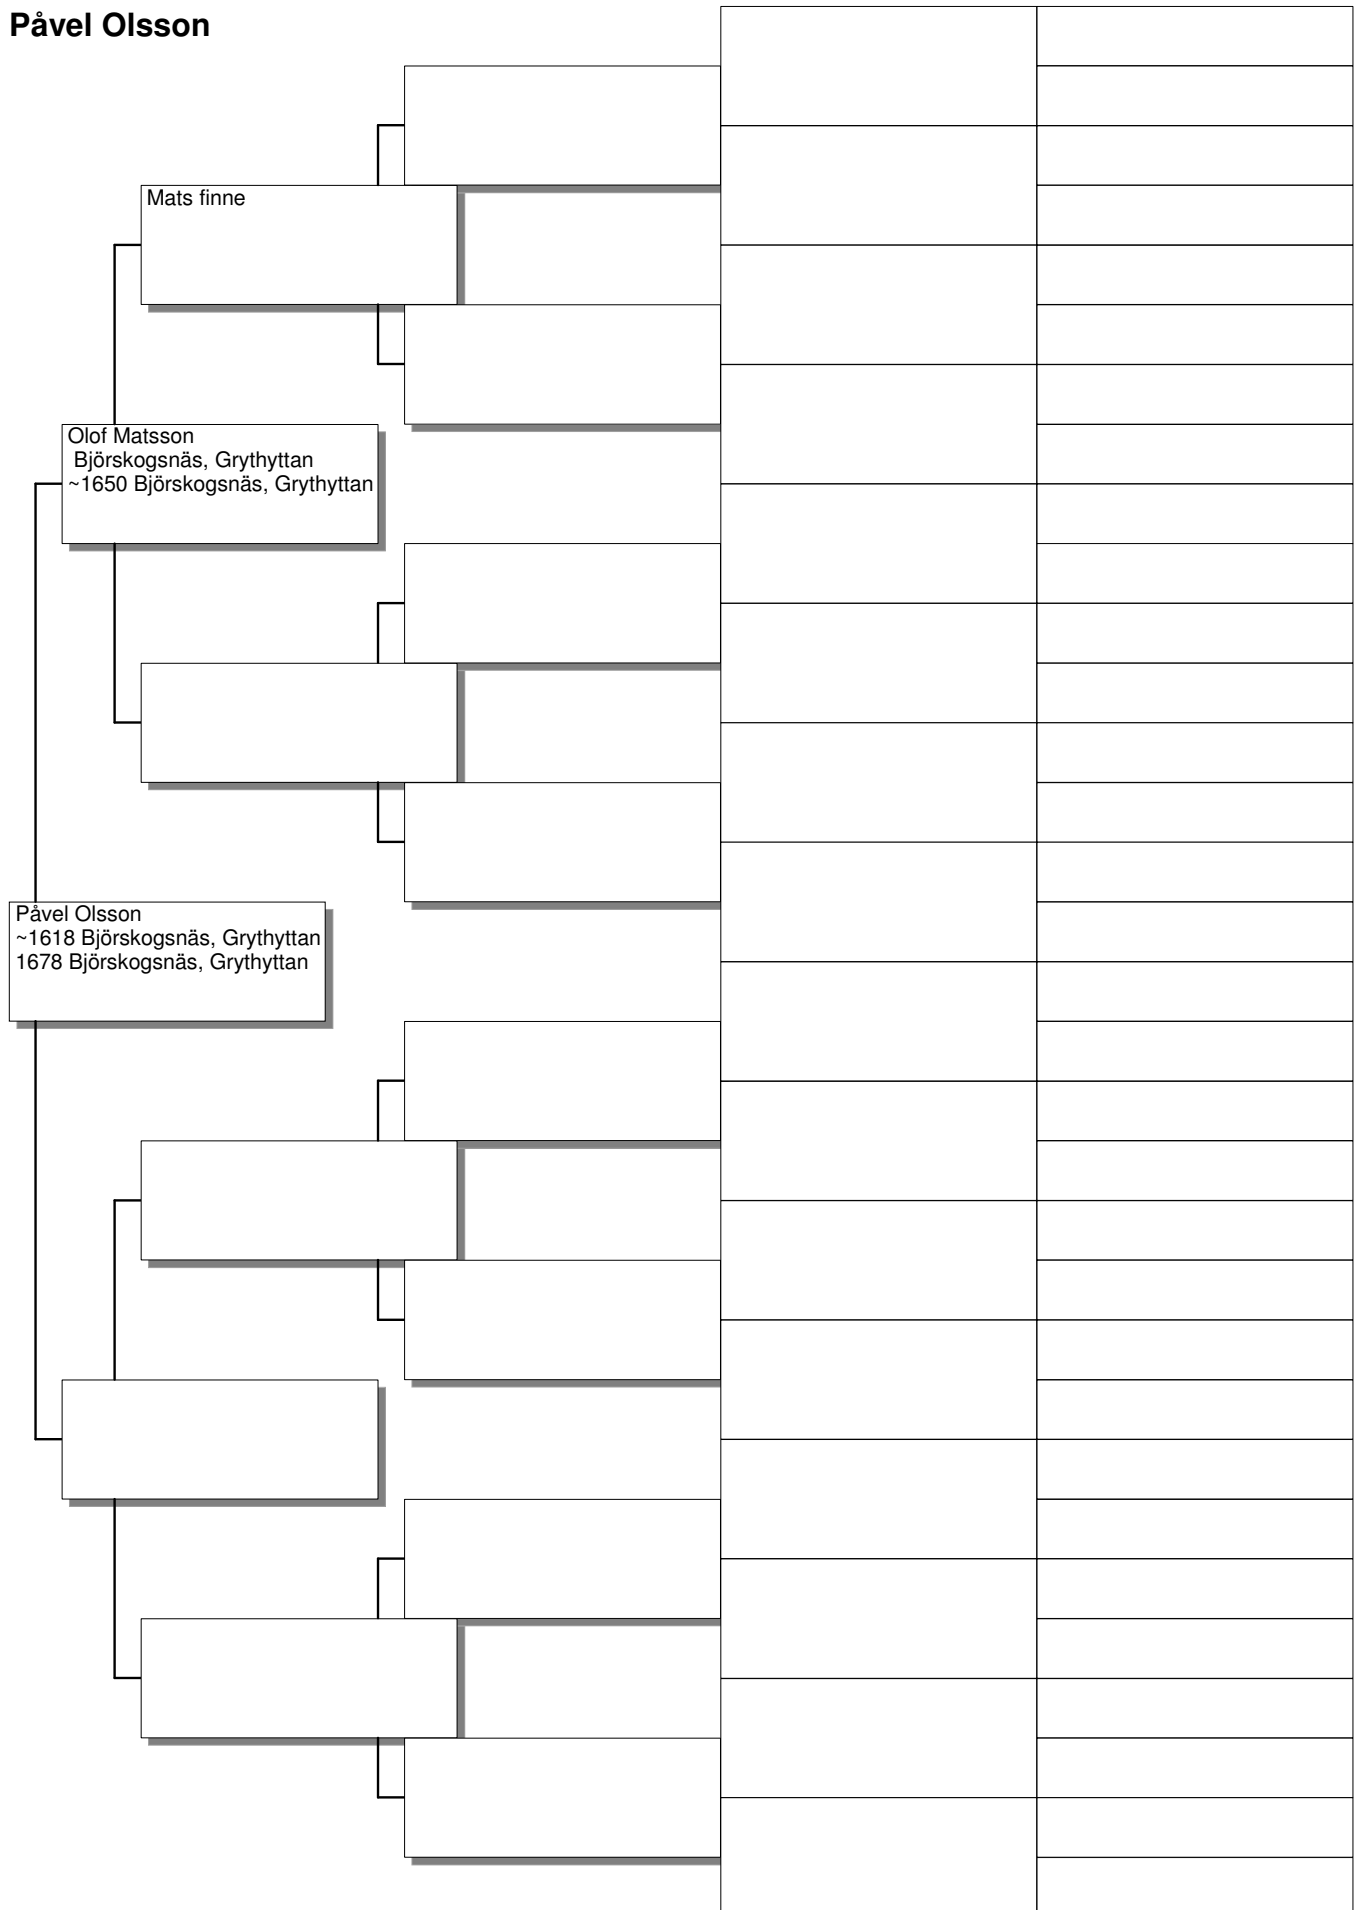 Påvel Olsson
Mats finne
Olof Matsson
Björskogsnäs, Grythyttan
~1650 Björskogsnäs, Grythyttan
Påvel Olsson
~1618 Björskogsnäs, Grythyttan
1678 Björskogsnäs, Grythyttan